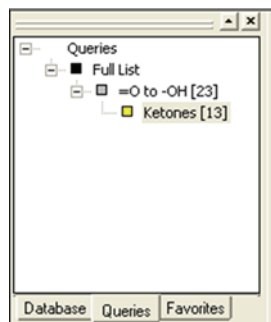 Queries
Full List
=O to -OH [23]
Ketones [13]
Database Queries Favorites